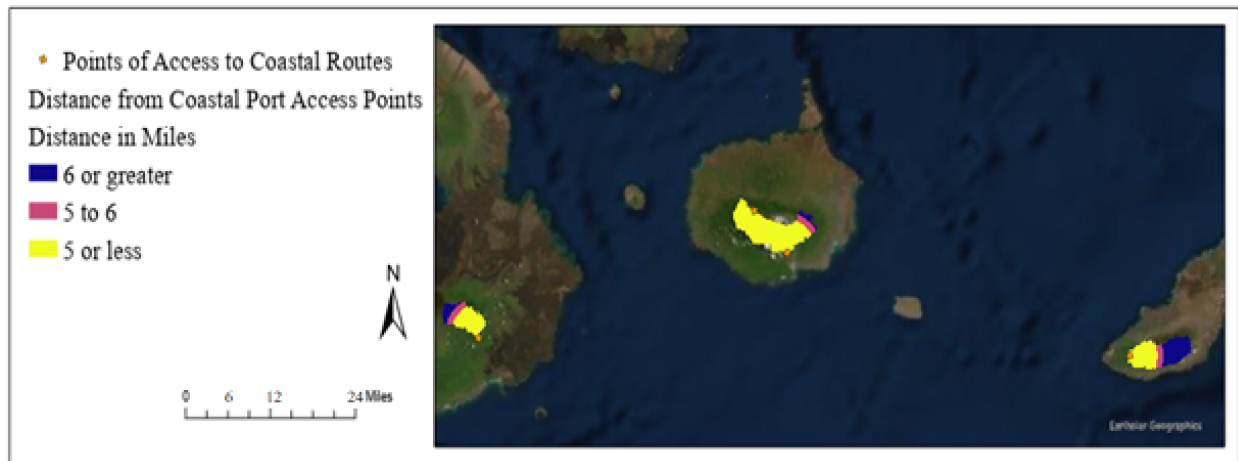 Points of Access to Coastal Routes
Distance from Coastal Port Access Points
Distance in Miles
6 or greater
5 to 6
5 or less
N
0 6 12 24 Miles
Earthstar Geographics